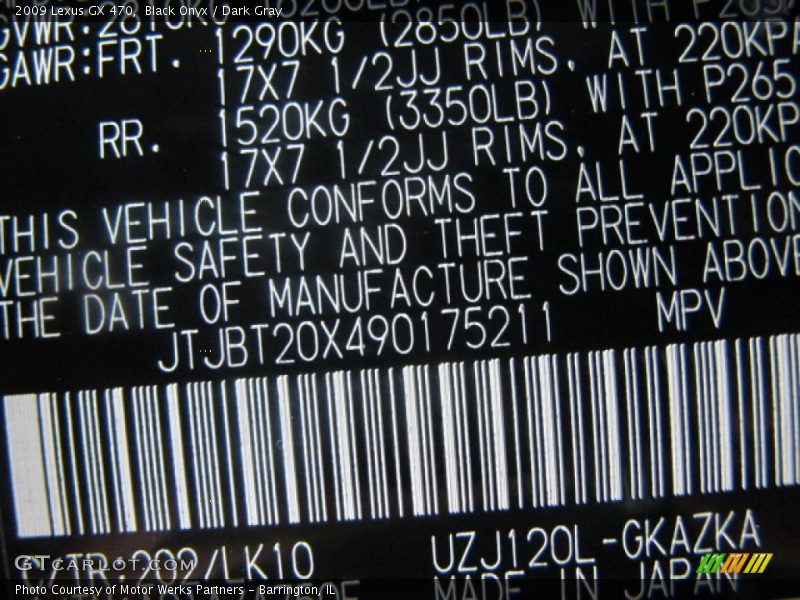 2009 Lexus GX 470, Black Onyx / Dark Gray
GAWR:FRT. 1290KG (2850LB) WITH P265
17X7 1/2JJ RIMS, AT 220KPA
RR. 1520KG (3350LB) WITH P265
17X7 1/2JJ RIMS, AT 220KP
THIS VEHICLE CONFORMS TO ALL APPLIC
VEHICLE SAFETY AND THEFT PREVENTION
THE DATE OF MANUFACTURE SHOWN ABOVE
JTJBT20X490175211 MPV
C/TR:202/LK10 UZJ120L-GKAZKA
MADE IN JAPAN
GTCarlot.com
Photo Courtesy of Motor Werks Partners - Barrington, IL